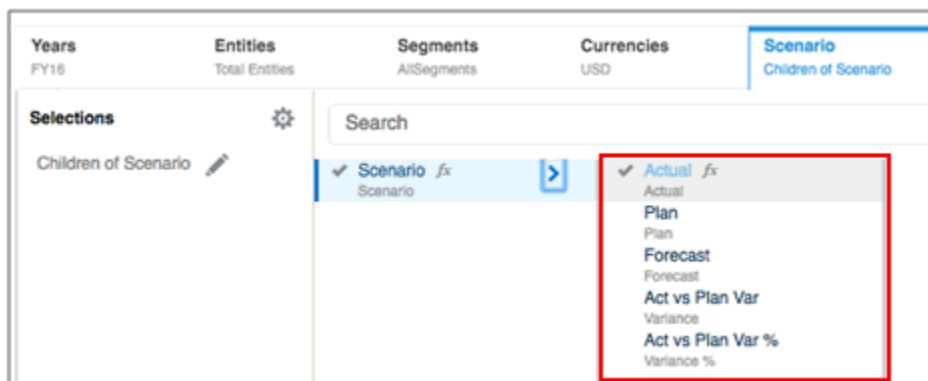 Years Entities Segments Currencies Scenario
FY16 Total Entities AllSegments USD Children of Scenario
Selections Search
Children of Scenario Scenario fx Actual fx
Scenario Actual
Plan
Plan
Forecast
Forecast
Act vs Plan Var
Variance
Act vs Plan Var %
Variance %